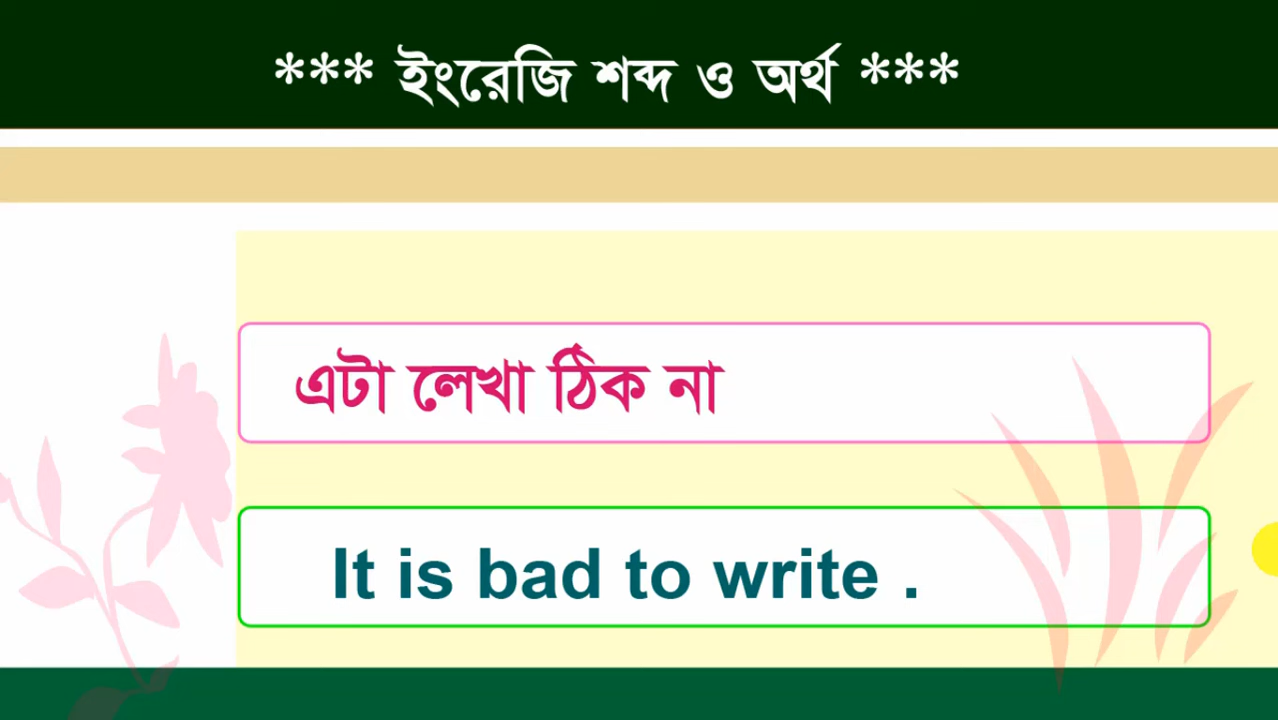 *** ইংরেজি শব্দ ও অর্থ ***
এটা লেখা ঠিক না
It is bad to write .